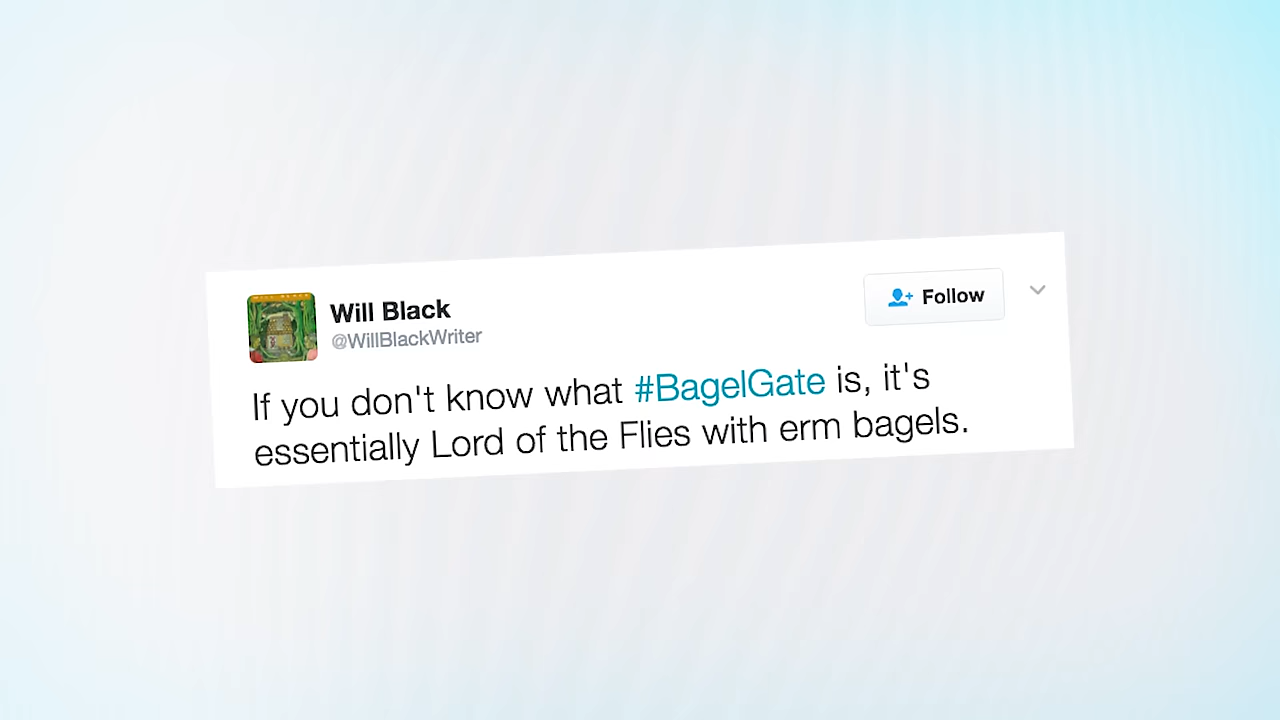 Will Black
@WillBlackWriter
Follow
If you don't know what #BagelGate is, it's
essentially Lord of the Flies with erm bagels.